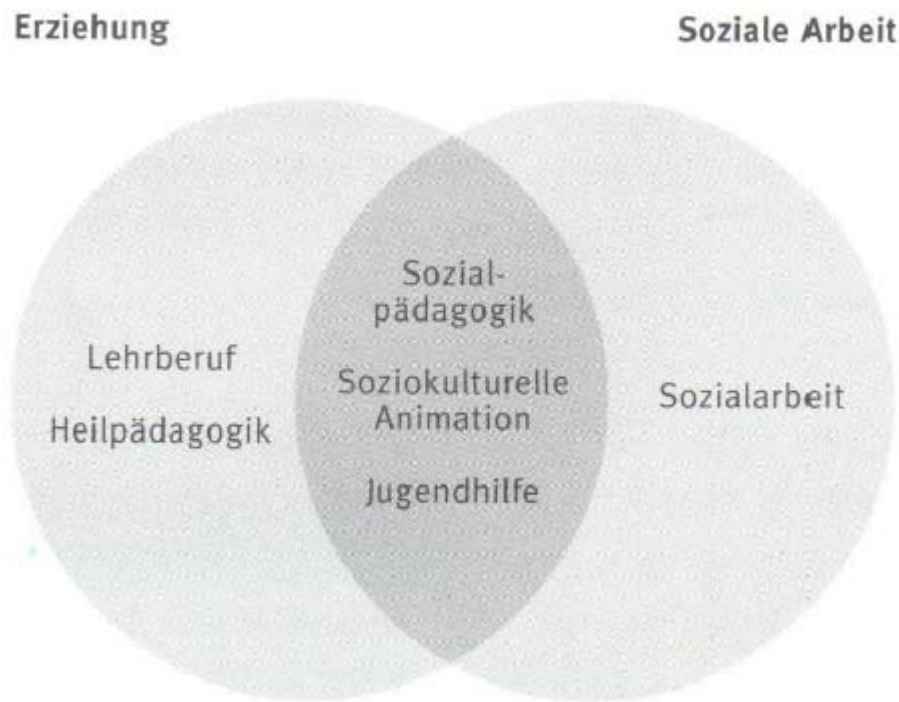 Erziehung
Soziale Arbeit
Sozial-
pädagogik
Lehrberuf
Soziokulturelle
Animation
Sozialarbeit
Heilpädagogik
Jugendhilfe